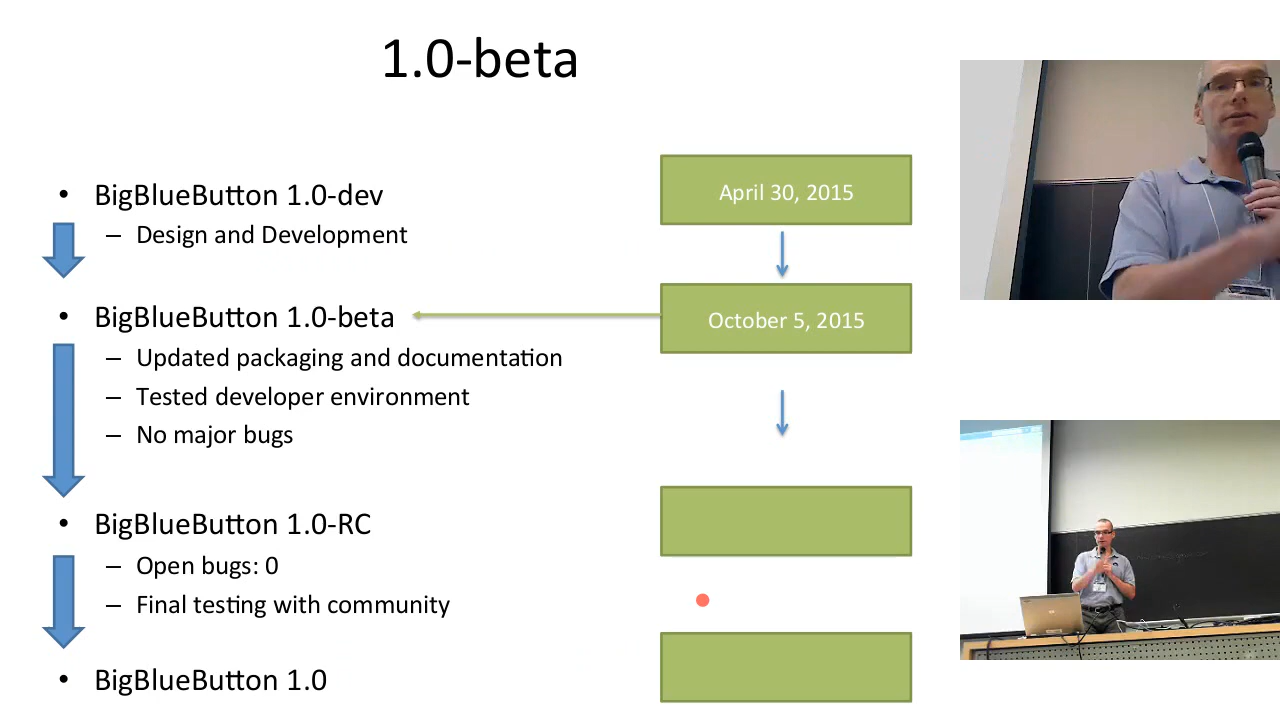 1.0-beta
• BigBlueButton 1.0-dev
– Design and Development
• BigBlueButton 1.0-beta
– Updated packaging and documentation
– Tested developer environment
– No major bugs
• BigBlueButton 1.0-RC
– Open bugs: 0
– Final testing with community
• BigBlueButton 1.0
April 30, 2015
October 5, 2015